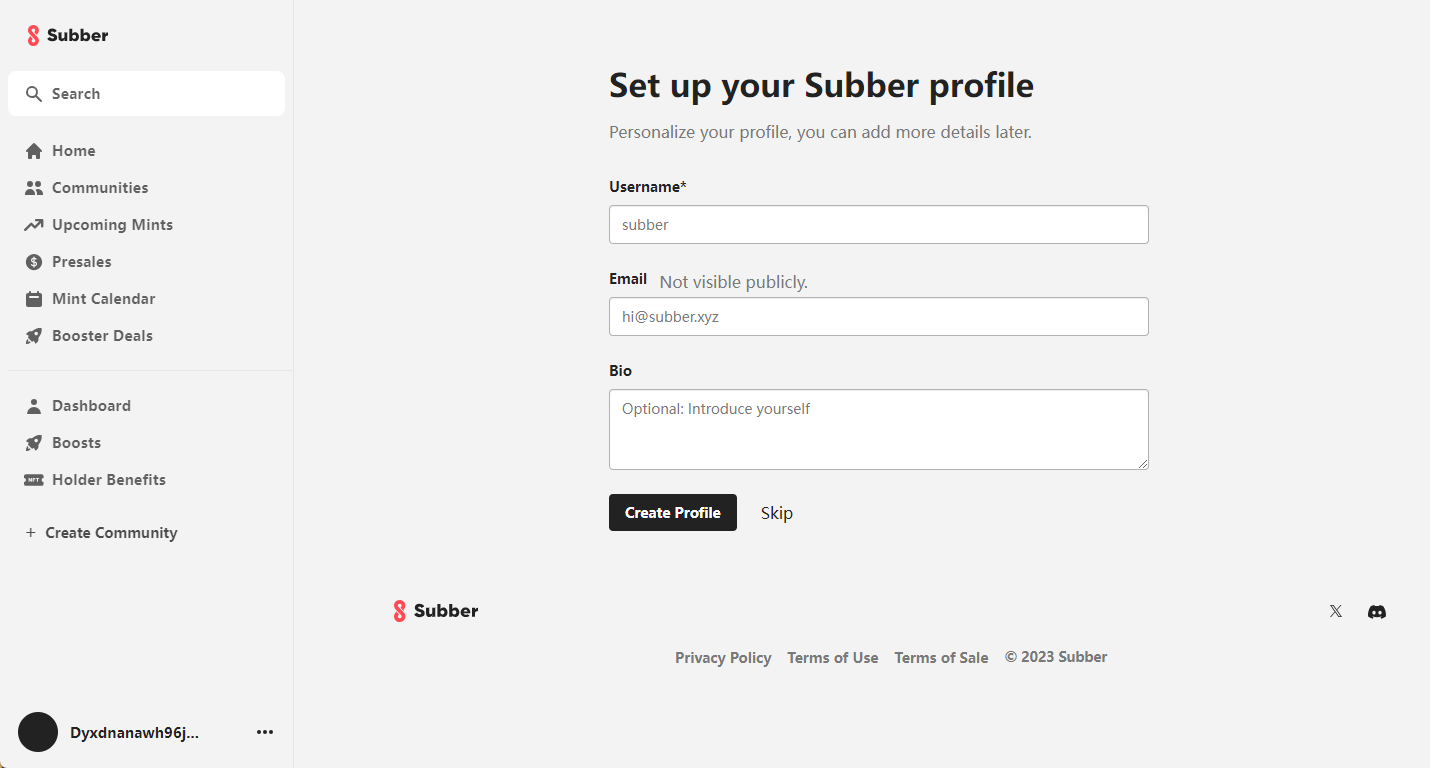 Subber
Search
Home
Communities
Upcoming Mints
Presales
Mint Calendar
Booster Deals
Dashboard
Boosts
NFT Holder Benefits
+ Create Community
Dyxdnanawh96j...
Set up your Subber profile
Personalize your profile, you can add more details later.
Username*
subber
Email Not visible publicly.
hi@subber.xyz
Bio
Optional: Introduce yourself
Create Profile Skip
Subber
Privacy Policy Terms of Use Terms of Sale © 2023 Subber